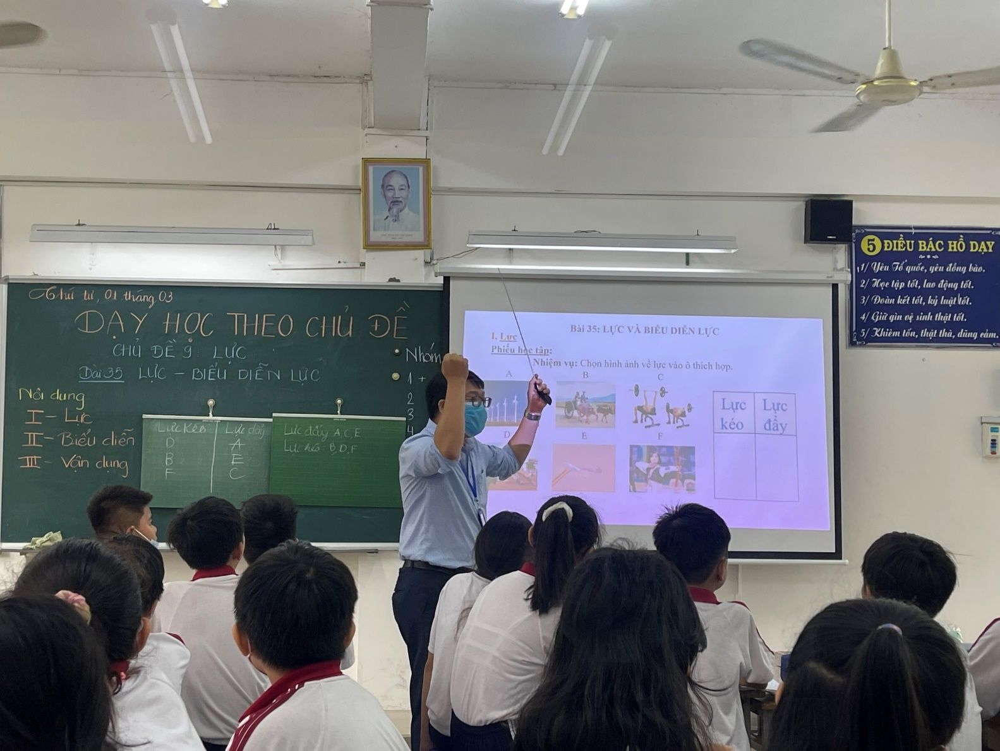 Thứ tư, 01 tháng 03
DẠY HỌC THEO CHỦ ĐỀ
CHỦ ĐỀ 9: LỰC
Bài 35 LỰC – BIỂU DIỄN LỰC
Nội dung
I – Lực
II – Biểu diễn
III – Vận dụng
Lực kéo Lực đẩy
D A
B E
F C
Lực đẩy A, C, E
Lực kéo: B, D, F
Nhóm
1 +
2
3
4
Bài 35: LỰC VÀ BIỂU DIỄN LỰC
I. Lực
Phiếu học tập:
Nhiệm vụ: Chọn hình ảnh về lực vào ô thích hợp.
A B C
D E F
Lực kéo Lực đẩy
5 ĐIỀU BÁC HỒ DẠY
1/ Yêu Tổ quốc, yêu đồng bào.
2/ Học tập tốt, lao động tốt.
3/ Đoàn kết tốt, kỷ luật tốt.
4/ Giữ gìn vệ sinh thật tốt.
5/ Khiêm tốn, thật thà, dũng cảm.